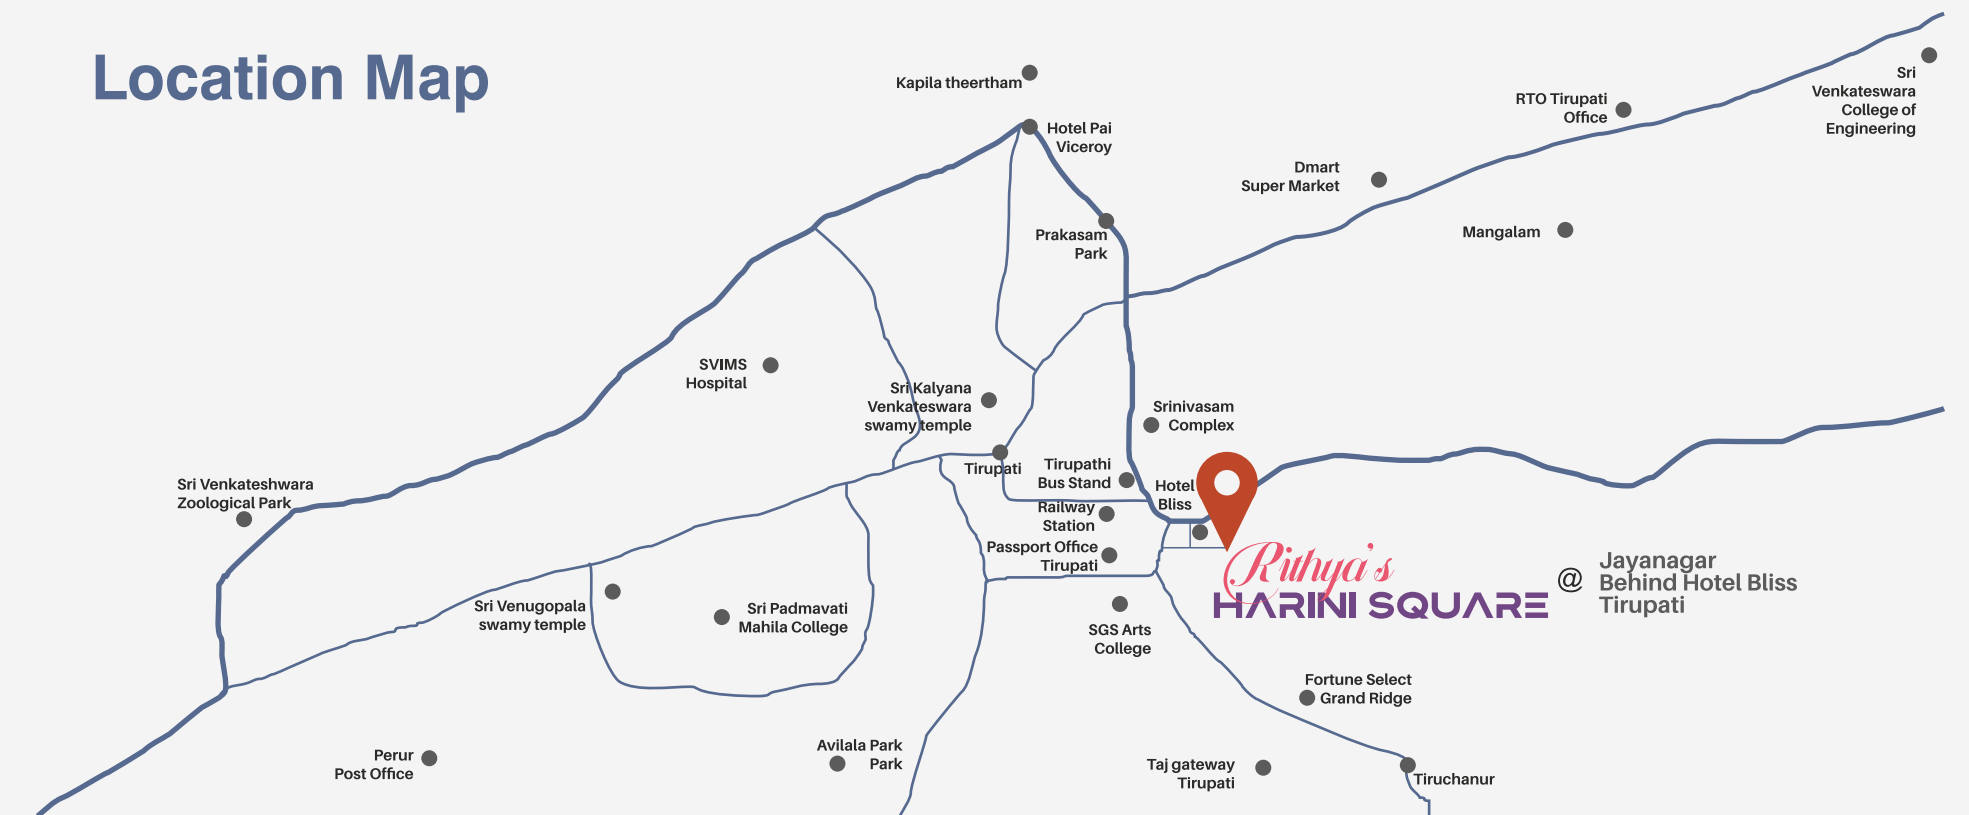 Location Map
Kapila theertham
Hotel Pai
Viceroy
Prakasam
Park
Sri
Venkateswara
College of
Engineering
RTO Tirupati
Office
Dmart
Super Market
Mangalam
SVIMS
Hospital
Sri Kalyana
Venkateswara
swamy temple
Srinivasam
Complex
Tirupati
Tirupathi
Bus Stand
Hotel
Bliss
Sri Venkateshwara
Zoological Park
Railway
Station
Passport Office
Tirupati
Rithya's
HARINI SQUARE
@
Jayanagar
Behind Hotel Bliss
Tirupati
Sri Venugopala
swamy temple
Sri Padmavati
Mahila College
SGS Arts
College
Fortune Select
Grand Ridge
Perur
Post Office
Avilala Park
Park
Taj gateway
Tirupati
Tiruchanur